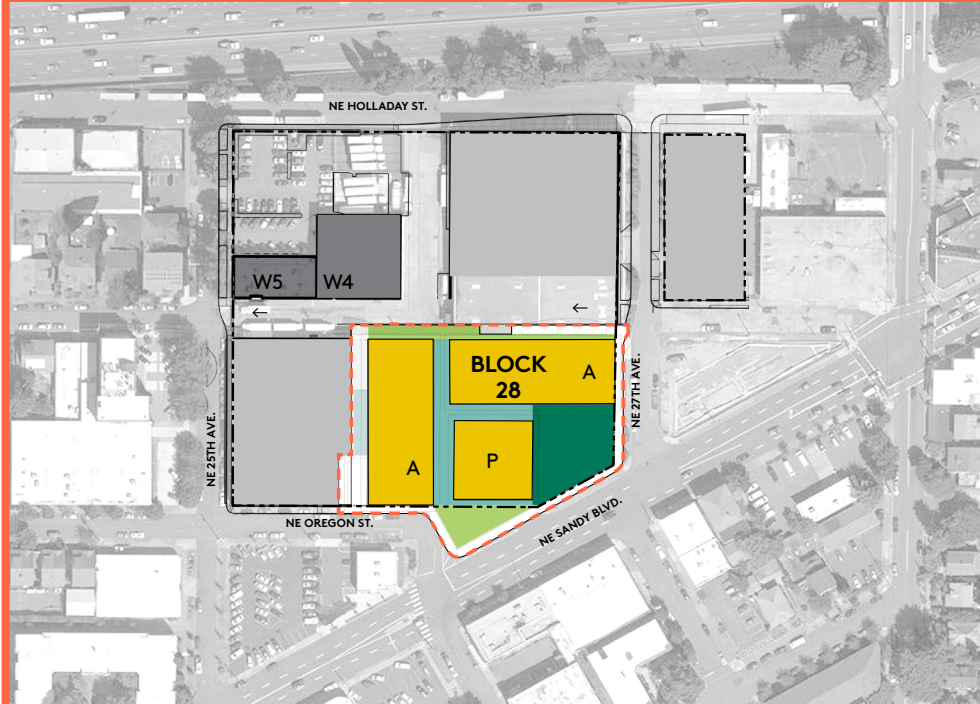 NE HOLLADAY ST.
W5
W4
←
←
BLOCK
28
A
NE 27TH AVE.
NE 25TH AVE.
A
P
NE OREGON ST.
NE SANDY BLVD.